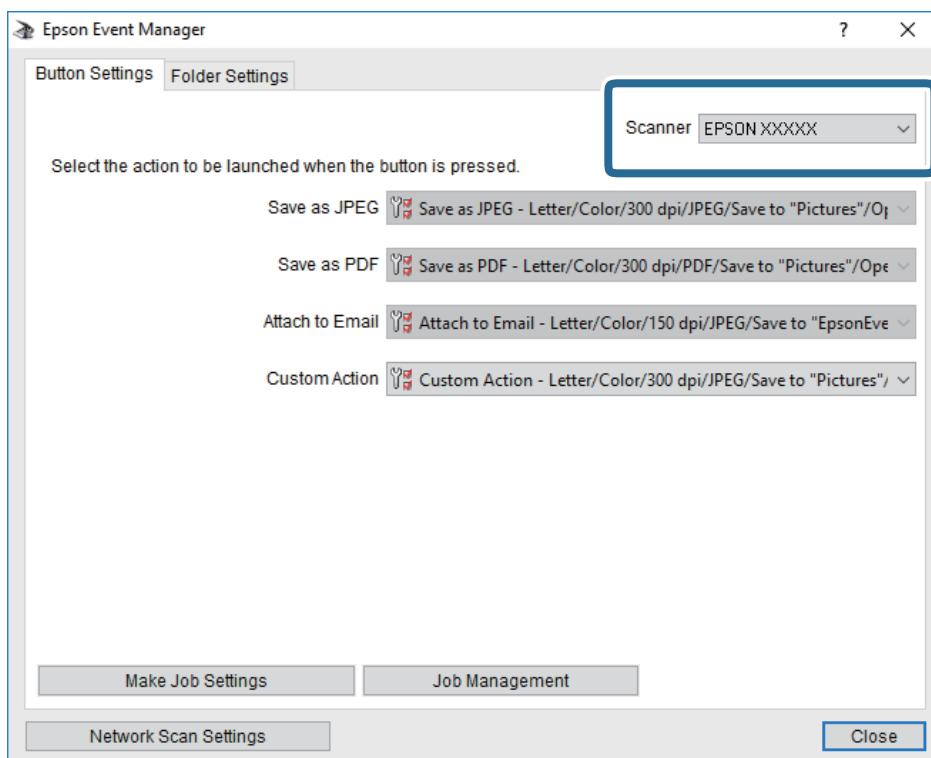 Epson Event Manager
Button Settings Folder Settings
Scanner EPSON XXXXX
Select the action to be launched when the button is pressed.
Save as JPEG Save as JPEG - Letter/Color/300 dpi/JPEG/Save to "Pictures"/Op
Save as PDF Save as PDF - Letter/Color/300 dpi/PDF/Save to "Pictures"/Ope
Attach to Email Attach to Email - Letter/Color/150 dpi/JPEG/Save to "EpsonEve
Custom Action Custom Action - Letter/Color/300 dpi/JPEG/Save to "Pictures"/
Make Job Settings Job Management
Network Scan Settings Close